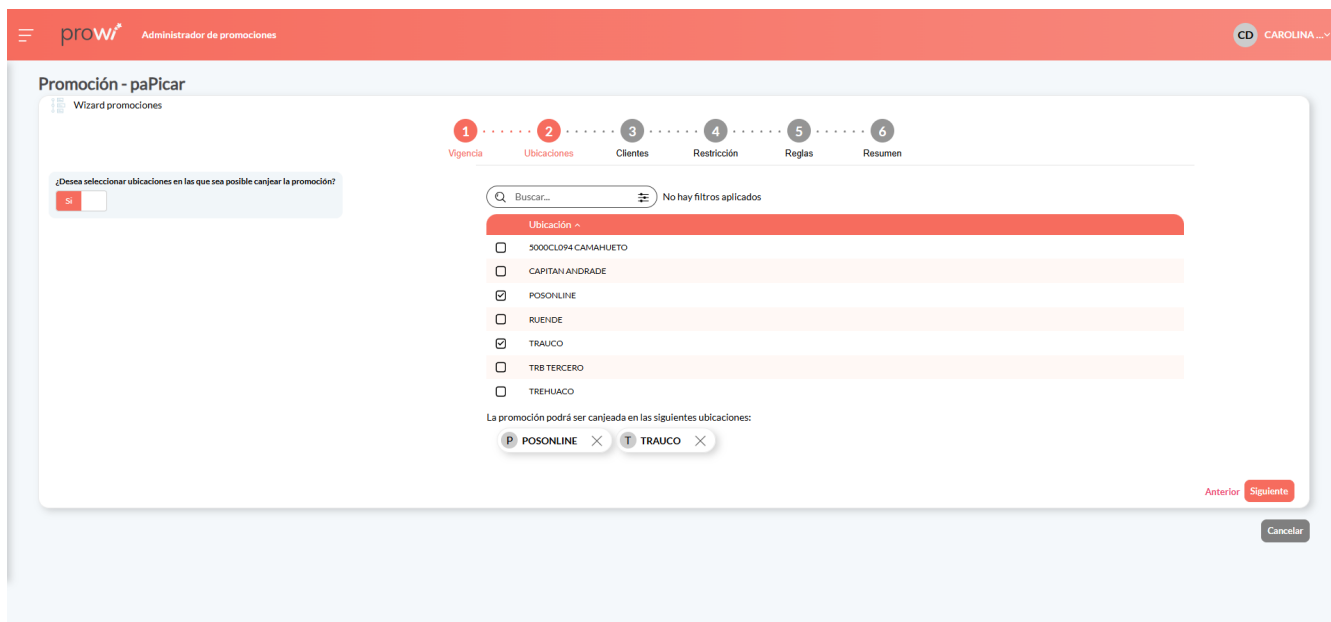 prowi Administrador de promociones CD CAROLINA ...
Promoción - paPicar
Wizard promociones
1 2 3 4 5 6
Vigencia Ubicaciones Clientes Restricción Reglas Resumen
¿Desea seleccionar ubicaciones en las que sea posible canjear la promoción?
Si
Buscar... No hay filtros aplicados
Ubicación
5000CL094 CAMAHUETO
CAPITAN ANDRADE
POSONLINE
RUENDE
TRAUCO
TRB TERCERO
TREHUACO
La promoción podrá ser canjeada en las siguientes ubicaciones:
P POSONLINE T TRAUCO
Anterior Siguiente
Cancelar